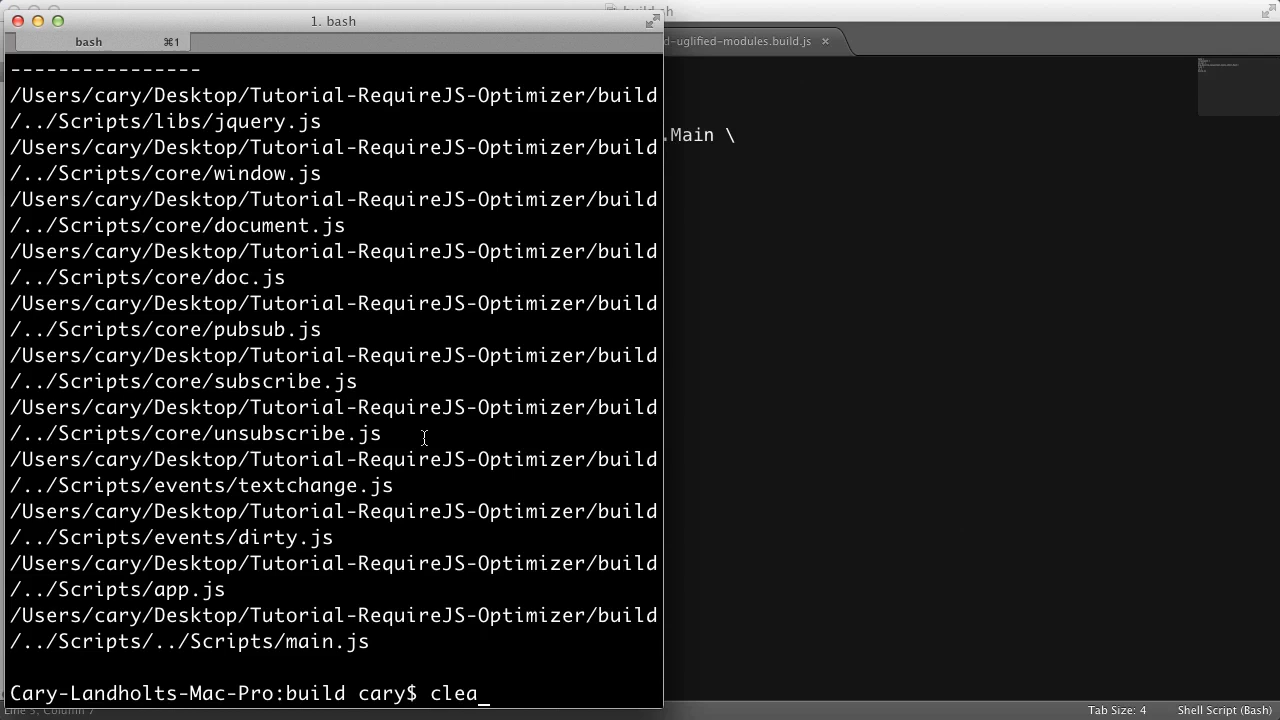 build.sh
1. bash
bash ⌘1
d-uglified-modules.build.js ×
----------------
/Users/cary/Desktop/Tutorial-RequireJS-Optimizer/build
/../Scripts/libs/jquery.js
/Users/cary/Desktop/Tutorial-RequireJS-Optimizer/build
/../Scripts/core/window.js
/Users/cary/Desktop/Tutorial-RequireJS-Optimizer/build
/../Scripts/core/document.js
/Users/cary/Desktop/Tutorial-RequireJS-Optimizer/build
/../Scripts/core/doc.js
/Users/cary/Desktop/Tutorial-RequireJS-Optimizer/build
/../Scripts/core/pubsub.js
/Users/cary/Desktop/Tutorial-RequireJS-Optimizer/build
/../Scripts/core/subscribe.js
/Users/cary/Desktop/Tutorial-RequireJS-Optimizer/build
/../Scripts/core/unsubscribe.js
/Users/cary/Desktop/Tutorial-RequireJS-Optimizer/build
/../Scripts/events/textchange.js
/Users/cary/Desktop/Tutorial-RequireJS-Optimizer/build
/../Scripts/events/dirty.js
/Users/cary/Desktop/Tutorial-RequireJS-Optimizer/build
/../Scripts/app.js
/Users/cary/Desktop/Tutorial-RequireJS-Optimizer/build
/../Scripts/../Scripts/main.js
Cary-Landholts-Mac-Pro:build cary$ clea_
.Main \
Tab Size: 4
Shell Script (Bash)